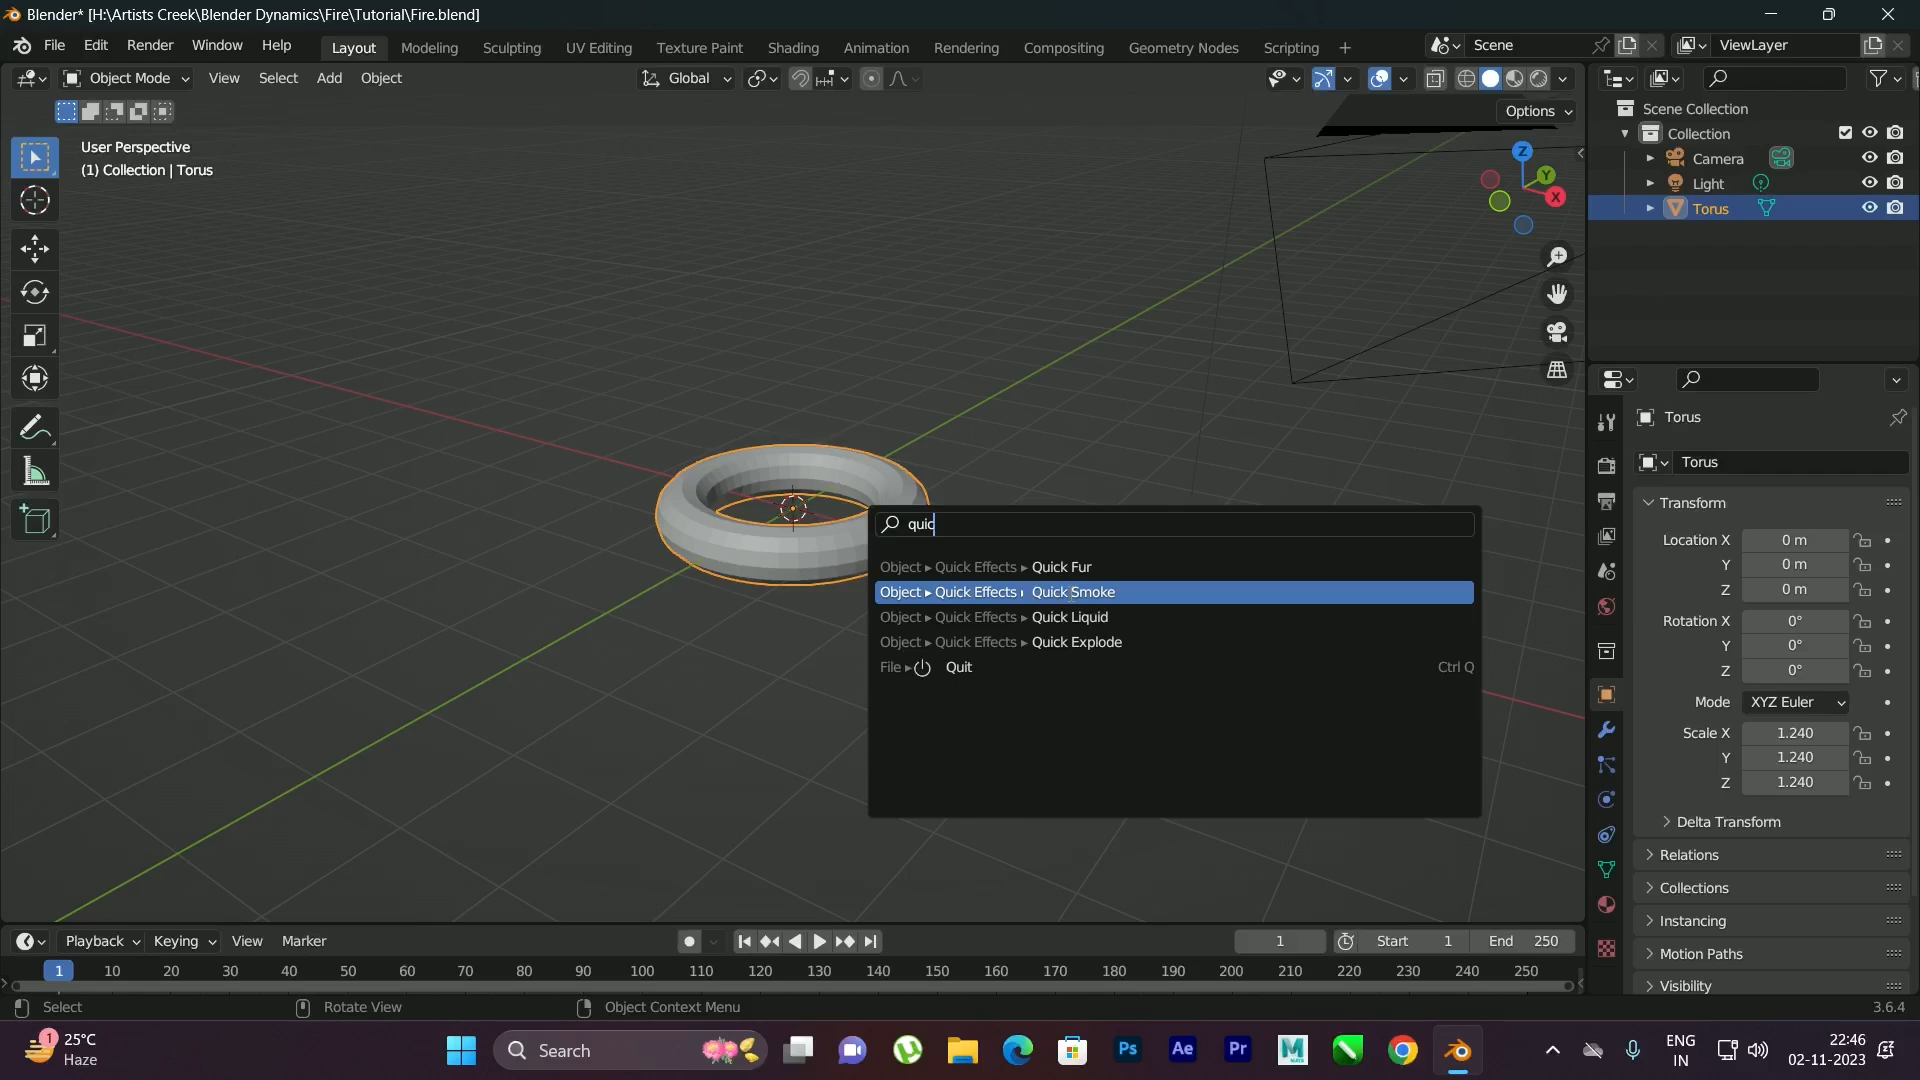 Blender* [H:\Artists Creek\Blender Dynamics\Fire\Tutorial\Fire.blend]
File Edit Render Window Help Layout Modeling Sculpting UV Editing Texture Paint Shading Animation Rendering Compositing Geometry Nodes Scripting + Scene ViewLayer
Object Mode View Select Add Object Global
Options
User Perspective
(1) Collection | Torus
Z
Y
X
Scene Collection
Collection
Camera
Light
Torus
quic
Object ▸ Quick Effects ▸ Quick Fur
Object ▸ Quick Effects ▸ Quick Smoke
Object ▸ Quick Effects ▸ Quick Liquid
Object ▸ Quick Effects ▸ Quick Explode
File ▸ Quit Ctrl Q
Torus
Torus
Transform
Location X 0 m
Y 0 m
Z 0 m
Rotation X 0°
Y 0°
Z 0°
Mode XYZ Euler
Scale X 1.240
Y 1.240
Z 1.240
Delta Transform
Relations
Collections
Instancing
Motion Paths
Visibility
Playback Keying View Marker 1 Start 1 End 250
1 10 20 30 40 50 60 70 80 90 100 110 120 130 140 150 160 170 180 190 200 210 220 230 240 250
Select Rotate View Object Context Menu 3.6.4
1 25°C
Haze
Search
Ps Ae Pr M
ENG
IN
22:46
02-11-2023